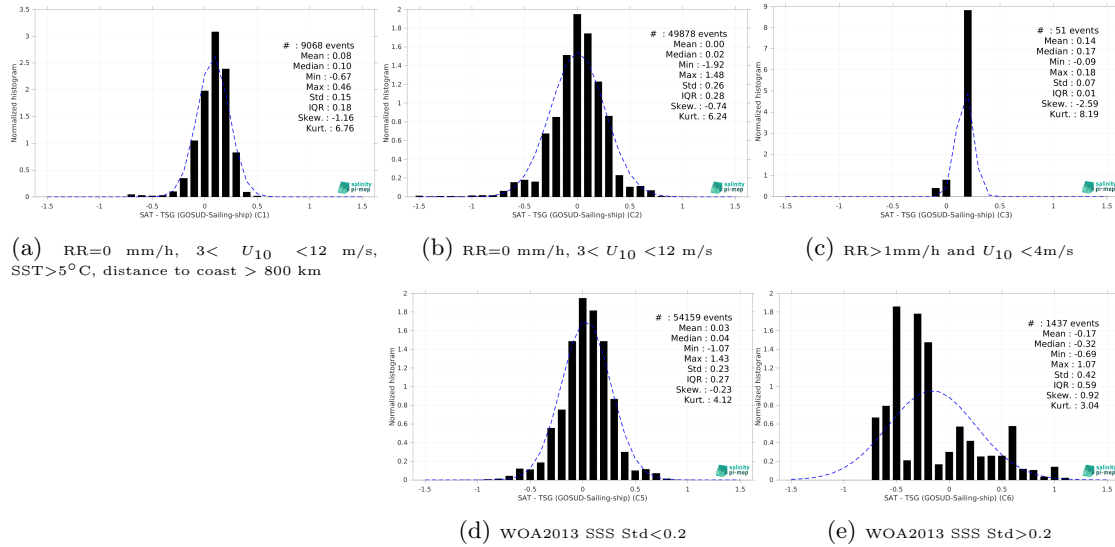 3.5
3
2.5
2
1.5
1
0.5
0
Normalized histogram
# : 9068 events
Mean : 0.08
Median : 0.10
Min : -0.67
Max : 0.46
Std : 0.15
IQR : 0.18
Skew. : -1.16
Kurt. : 6.76
salinity
pi-mep
-1.5 -1 -0.5 0 0.5 1 1.5
SAT - TSG (GOSUD-Sailing-ship) (C1)
(a) RR=0 mm/h, 3< U10 <12 m/s,
SST>5°C, distance to coast > 800 km
2
1.8
1.6
1.4
1.2
1
0.8
0.6
0.4
0.2
0
Normalized histogram
# : 49878 events
Mean : 0.00
Median : 0.02
Min : -1.92
Max : 1.48
Std : 0.26
IQR : 0.28
Skew. : -0.74
Kurt. : 6.24
salinity
pi-mep
-1.5 -1 -0.5 0 0.5 1 1.5
SAT - TSG (GOSUD-Sailing-ship) (C2)
(b) RR=0 mm/h, 3< U10 <12 m/s
9
8
7
6
5
4
3
2
1
0
Normalized histogram
# : 51 events
Mean : 0.14
Median : 0.17
Min : -0.09
Max : 0.18
Std : 0.07
IQR : 0.01
Skew. : -2.59
Kurt. : 8.19
salinity
pi-mep
-1.5 -1 -0.5 0 0.5 1 1.5
SAT - TSG (GOSUD-Sailing-ship) (C3)
(c) RR>1mm/h and U10 <4m/s
2
1.8
1.6
1.4
1.2
1
0.8
0.6
0.4
0.2
0
Normalized histogram
# : 54159 events
Mean : 0.03
Median : 0.04
Min : -1.07
Max : 1.43
Std : 0.23
IQR : 0.27
Skew. : -0.23
Kurt. : 4.12
salinity
pi-mep
-1.5 -1 -0.5 0 0.5 1 1.5
SAT - TSG (GOSUD-Sailing-ship) (C5)
(d) WOA2013 SSS Std<0.2
2
1.8
1.6
1.4
1.2
1
0.8
0.6
0.4
0.2
0
Normalized histogram
# : 1437 events
Mean : -0.17
Median : -0.32
Min : -0.69
Max : 1.07
Std : 0.42
IQR : 0.59
Skew. : 0.92
Kurt. : 3.04
salinity
pi-mep
-1.5 -1 -0.5 0 0.5 1 1.5
SAT - TSG (GOSUD-Sailing-ship) (C6)
(e) WOA2013 SSS Std>0.2